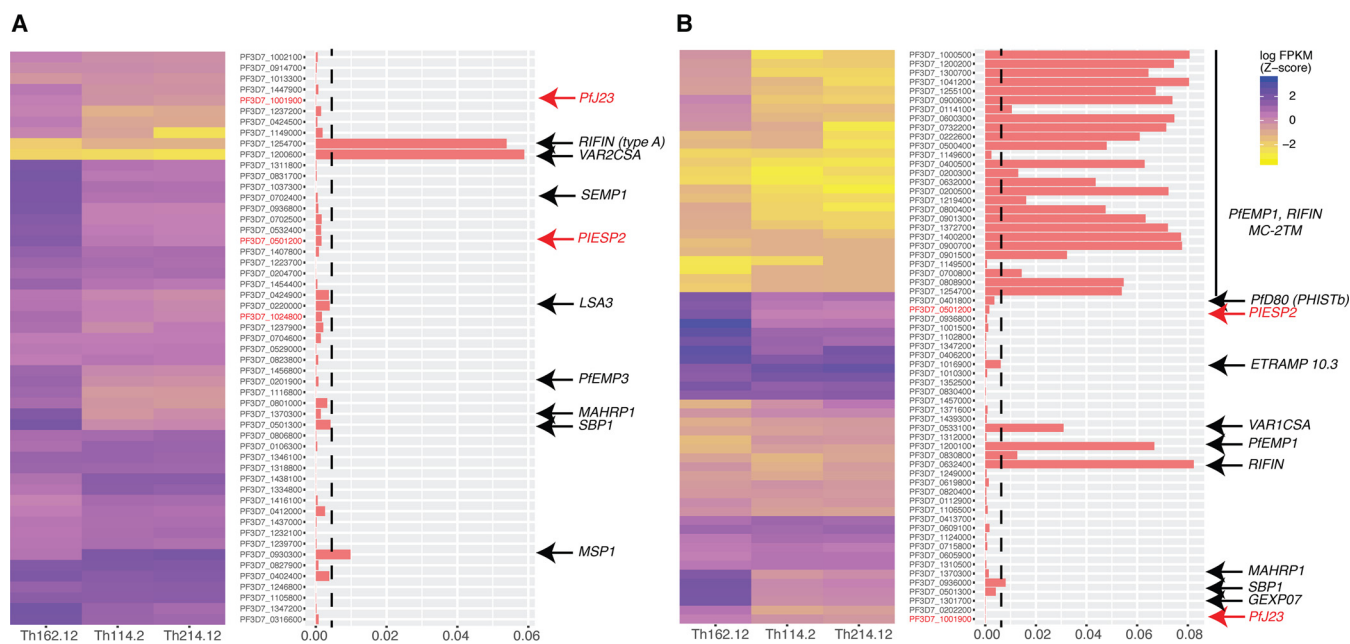 A
B
PF3D7_1002100
PF3D7_0914700
PF3D7_1013300
PF3D7_1447900
PF3D7_1001900
PF3D7_1237200
PF3D7_0424500
PF3D7_1149000
PF3D7_1254700
PF3D7_1200600
PF3D7_1311800
PF3D7_0831700
PF3D7_1037300
PF3D7_0702400
PF3D7_0936800
PF3D7_0702500
PF3D7_0532400
PF3D7_0501200
PF3D7_1407800
PF3D7_1223700
PF3D7_0204700
PF3D7_1454400
PF3D7_0424900
PF3D7_0220000
PF3D7_1024800
PF3D7_1237900
PF3D7_0704600
PF3D7_0529000
PF3D7_0823800
PF3D7_1456800
PF3D7_0201900
PF3D7_1116800
PF3D7_0801000
PF3D7_1370300
PF3D7_0501300
PF3D7_0806800
PF3D7_0106300
PF3D7_1346100
PF3D7_1318800
PF3D7_1438100
PF3D7_1334800
PF3D7_1416100
PF3D7_0412000
PF3D7_1437000
PF3D7_1232100
PF3D7_1239700
PF3D7_0930300
PF3D7_0827900
PF3D7_0402400
PF3D7_1246800
PF3D7_1105800
PF3D7_1347200
PF3D7_0316600
PfJ23
RIFIN (type A)
VAR2CSA
SEMP1
PIESP2
LSA3
PfEMP3
MAHRP1
SBP1
MSP1
Th162.12 Th114.2 Th214.12
0.00 0.02 0.04 0.06
PF3D7_1000500
PF3D7_1200200
PF3D7_1300700
PF3D7_1041200
PF3D7_1255100
PF3D7_0900600
PF3D7_0114100
PF3D7_0600300
PF3D7_0732200
PF3D7_0222600
PF3D7_0500400
PF3D7_1149600
PF3D7_0400500
PF3D7_0200300
PF3D7_0632000
PF3D7_0200500
PF3D7_1219400
PF3D7_0800400
PF3D7_0901300
PF3D7_1372700
PF3D7_1400200
PF3D7_0900700
PF3D7_0901500
PF3D7_1149500
PF3D7_0700800
PF3D7_0808900
PF3D7_1254700
PF3D7_0401800
PF3D7_0501200
PF3D7_0936800
PF3D7_1001500
PF3D7_1102800
PF3D7_1347200
PF3D7_0406200
PF3D7_1016900
PF3D7_1010300
PF3D7_1352500
PF3D7_0830400
PF3D7_1457000
PF3D7_1371600
PF3D7_1439300
PF3D7_0533100
PF3D7_1312000
PF3D7_1200100
PF3D7_0830800
PF3D7_0632400
PF3D7_1249000
PF3D7_0619800
PF3D7_0820400
PF3D7_0112900
PF3D7_1106500
PF3D7_0413700
PF3D7_0609100
PF3D7_1124000
PF3D7_0715800
PF3D7_0605900
PF3D7_1310500
PF3D7_1370300
PF3D7_0936000
PF3D7_0501300
PF3D7_1301700
PF3D7_0202200
PF3D7_1001900
log FPKM
(Z-score)
2
0
−2
PfEMP1, RIFIN
MC-2TM
PfD80 (PHISTb)
PIESP2
ETRAMP 10.3
VAR1CSA
PfEMP1
RIFIN
MAHRP1
SBP1
GEXP07
PfJ23
Th162.12 Th114.2 Th214.12
0.00 0.02 0.04 0.06 0.08